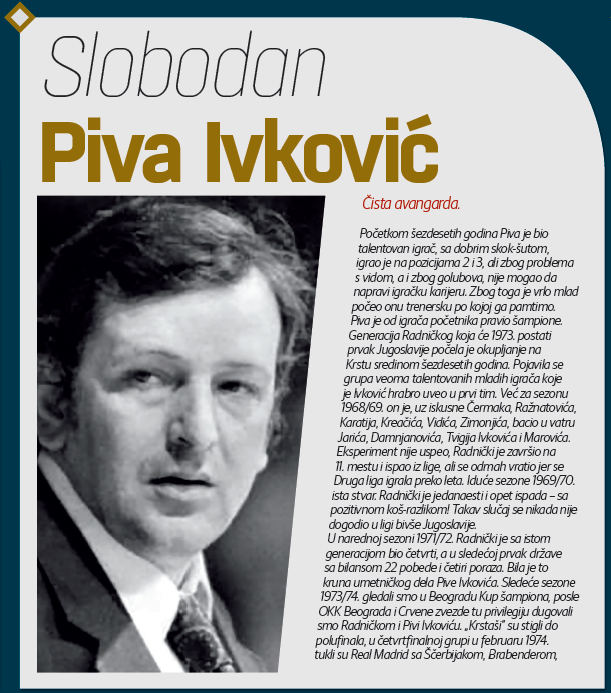 Slobodan
Piva Ivković
Čista avangarda.
Početkom šezdesetih godina Piva je bio
talentovan igrač, sa dobrim skok-šutom,
igrao je na pozicijama 2 i 3, ali zbog problema
s vidom, a i zbog golubova, nije mogao da
napravi igračku karijeru. Zbog toga je vrlo mlad
počeo onu trenersku po kojoj ga pamtimo.
Piva je od igrača početnika pravio šampione.
Generacija Radničkog koja će 1973. postati
prvak Jugoslavije počela je okupljanje na
Krstu sredinom šezdesetih godina. Pojavila se
grupa veoma talentovanih mladih igrača koje
je Ivković hrabro uveo u prvi tim. Već za sezonu
1968/69. on je, uz iskusne Čermaka, Ražnatovića,
Karatija, Kreačića, Vidića, Zimonjića, bacio u vatru
Jarića, Damnjanovića, Tvigija Ivkovića i Marovića.
Eksperiment nije uspeo, Radnički je završio na
11. mestu i ispao iz lige, ali se odmah vratio jer se
Druga liga igrala preko leta. Iduće sezone 1969/70.
ista stvar. Radnički je jedanaesti i opet ispada – sa
pozitivnom koš-razlikom! Takav slučaj se nikada nije
dogodio u ligi bivše Jugoslavije.
U narednoj sezoni 1971/72. Radnički je sa istom
generacijom bio četvrti, a u sledećoj prvak države
sa bilansom 22 pobede i četiri poraza. Bila je to
kruna umetničkog dela Pive Ivkovića. Sledeće sezone
1973/74. gledali smo u Beogradu Kup šampiona, posle
OKK Beograda i Crvene zvezde tu privilegiju dugovali
smo Radničkom i Pivi Ivkoviću. „Krstaši” su stigli do
polufinala, u četvrtfinalnoj grupi u februaru 1974.
tukli su Real Madrid sa Ščerbijakom, Brabenderom,